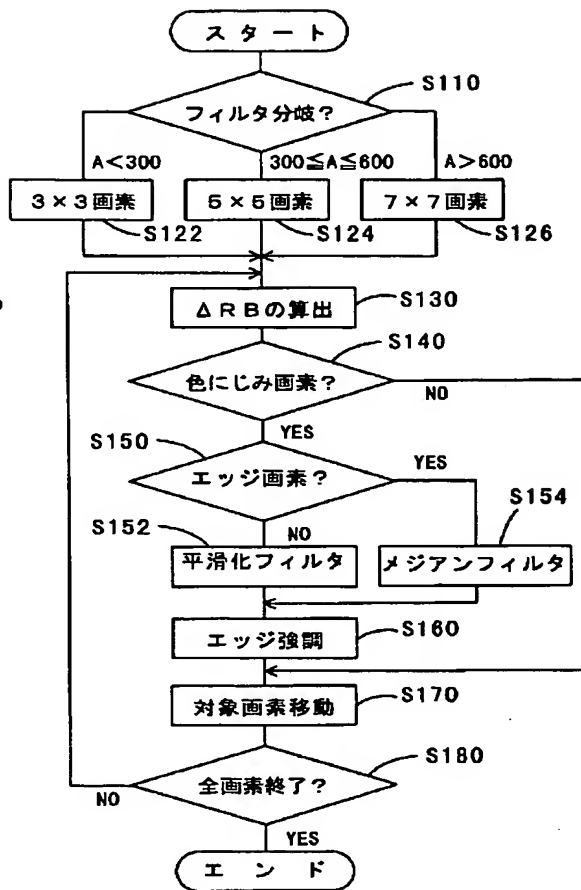 スタート
S110
フィルタ分岐?
A<300
300≦A≦600
A>600
3×3画素
5×5画素
7×7画素
S122
S124
S126
ΔRBの算出
S130
S140
色にじみ画素?
NO
YES
S150
エッジ画素?
YES
NO
S152
S154
平滑化フィルタ
メジアンフィルタ
エッジ強調
S160
対象画素移動
S170
S180
全画素終了?
NO
YES
エンド